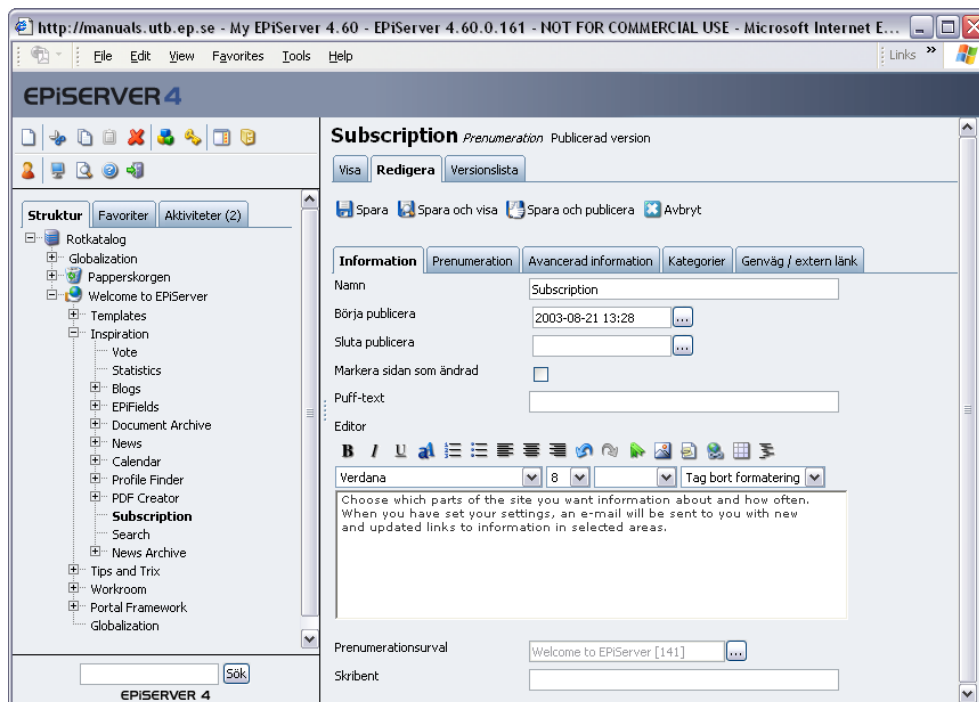 http://manuals.utb.ep.se - My EPiServer 4.60 - EPiServer 4.60.0.161 - NOT FOR COMMERCIAL USE - Microsoft Internet E...
File Edit View Favorites Tools Help Links »
EPiSERVER 4
Struktur Favoriter Aktiviteter (2)
Rotkatalog
Globalization
Papperskorgen
Welcome to EPiServer
Templates
Inspiration
Vote
Statistics
Blogs
EPiFields
Document Archive
News
Calendar
Profile Finder
PDF Creator
Subscription
Search
News Archive
Tips and Trix
Workroom
Portal Framework
Globalization
Sök
EPiSERVER 4
Subscription Prenumeration Publicerad version
Visa Redigera Versionslista
Spara Spara och visa Spara och publicera Avbryt
Information Prenumeration Avancerad information Kategorier Genväg / extern länk
Namn Subscription
Börja publicera 2003-08-21 13:28 ...
Sluta publicera ...
Markera sidan som ändrad
Puff-text
Editor
B I U
Verdana 8 Tag bort formatering
Choose which parts of the site you want information about and how often.
When you have set your settings, an e-mail will be sent to you with new
and updated links to information in selected areas.
Prenumerationsurval Welcome to EPiServer [141] ...
Skribent